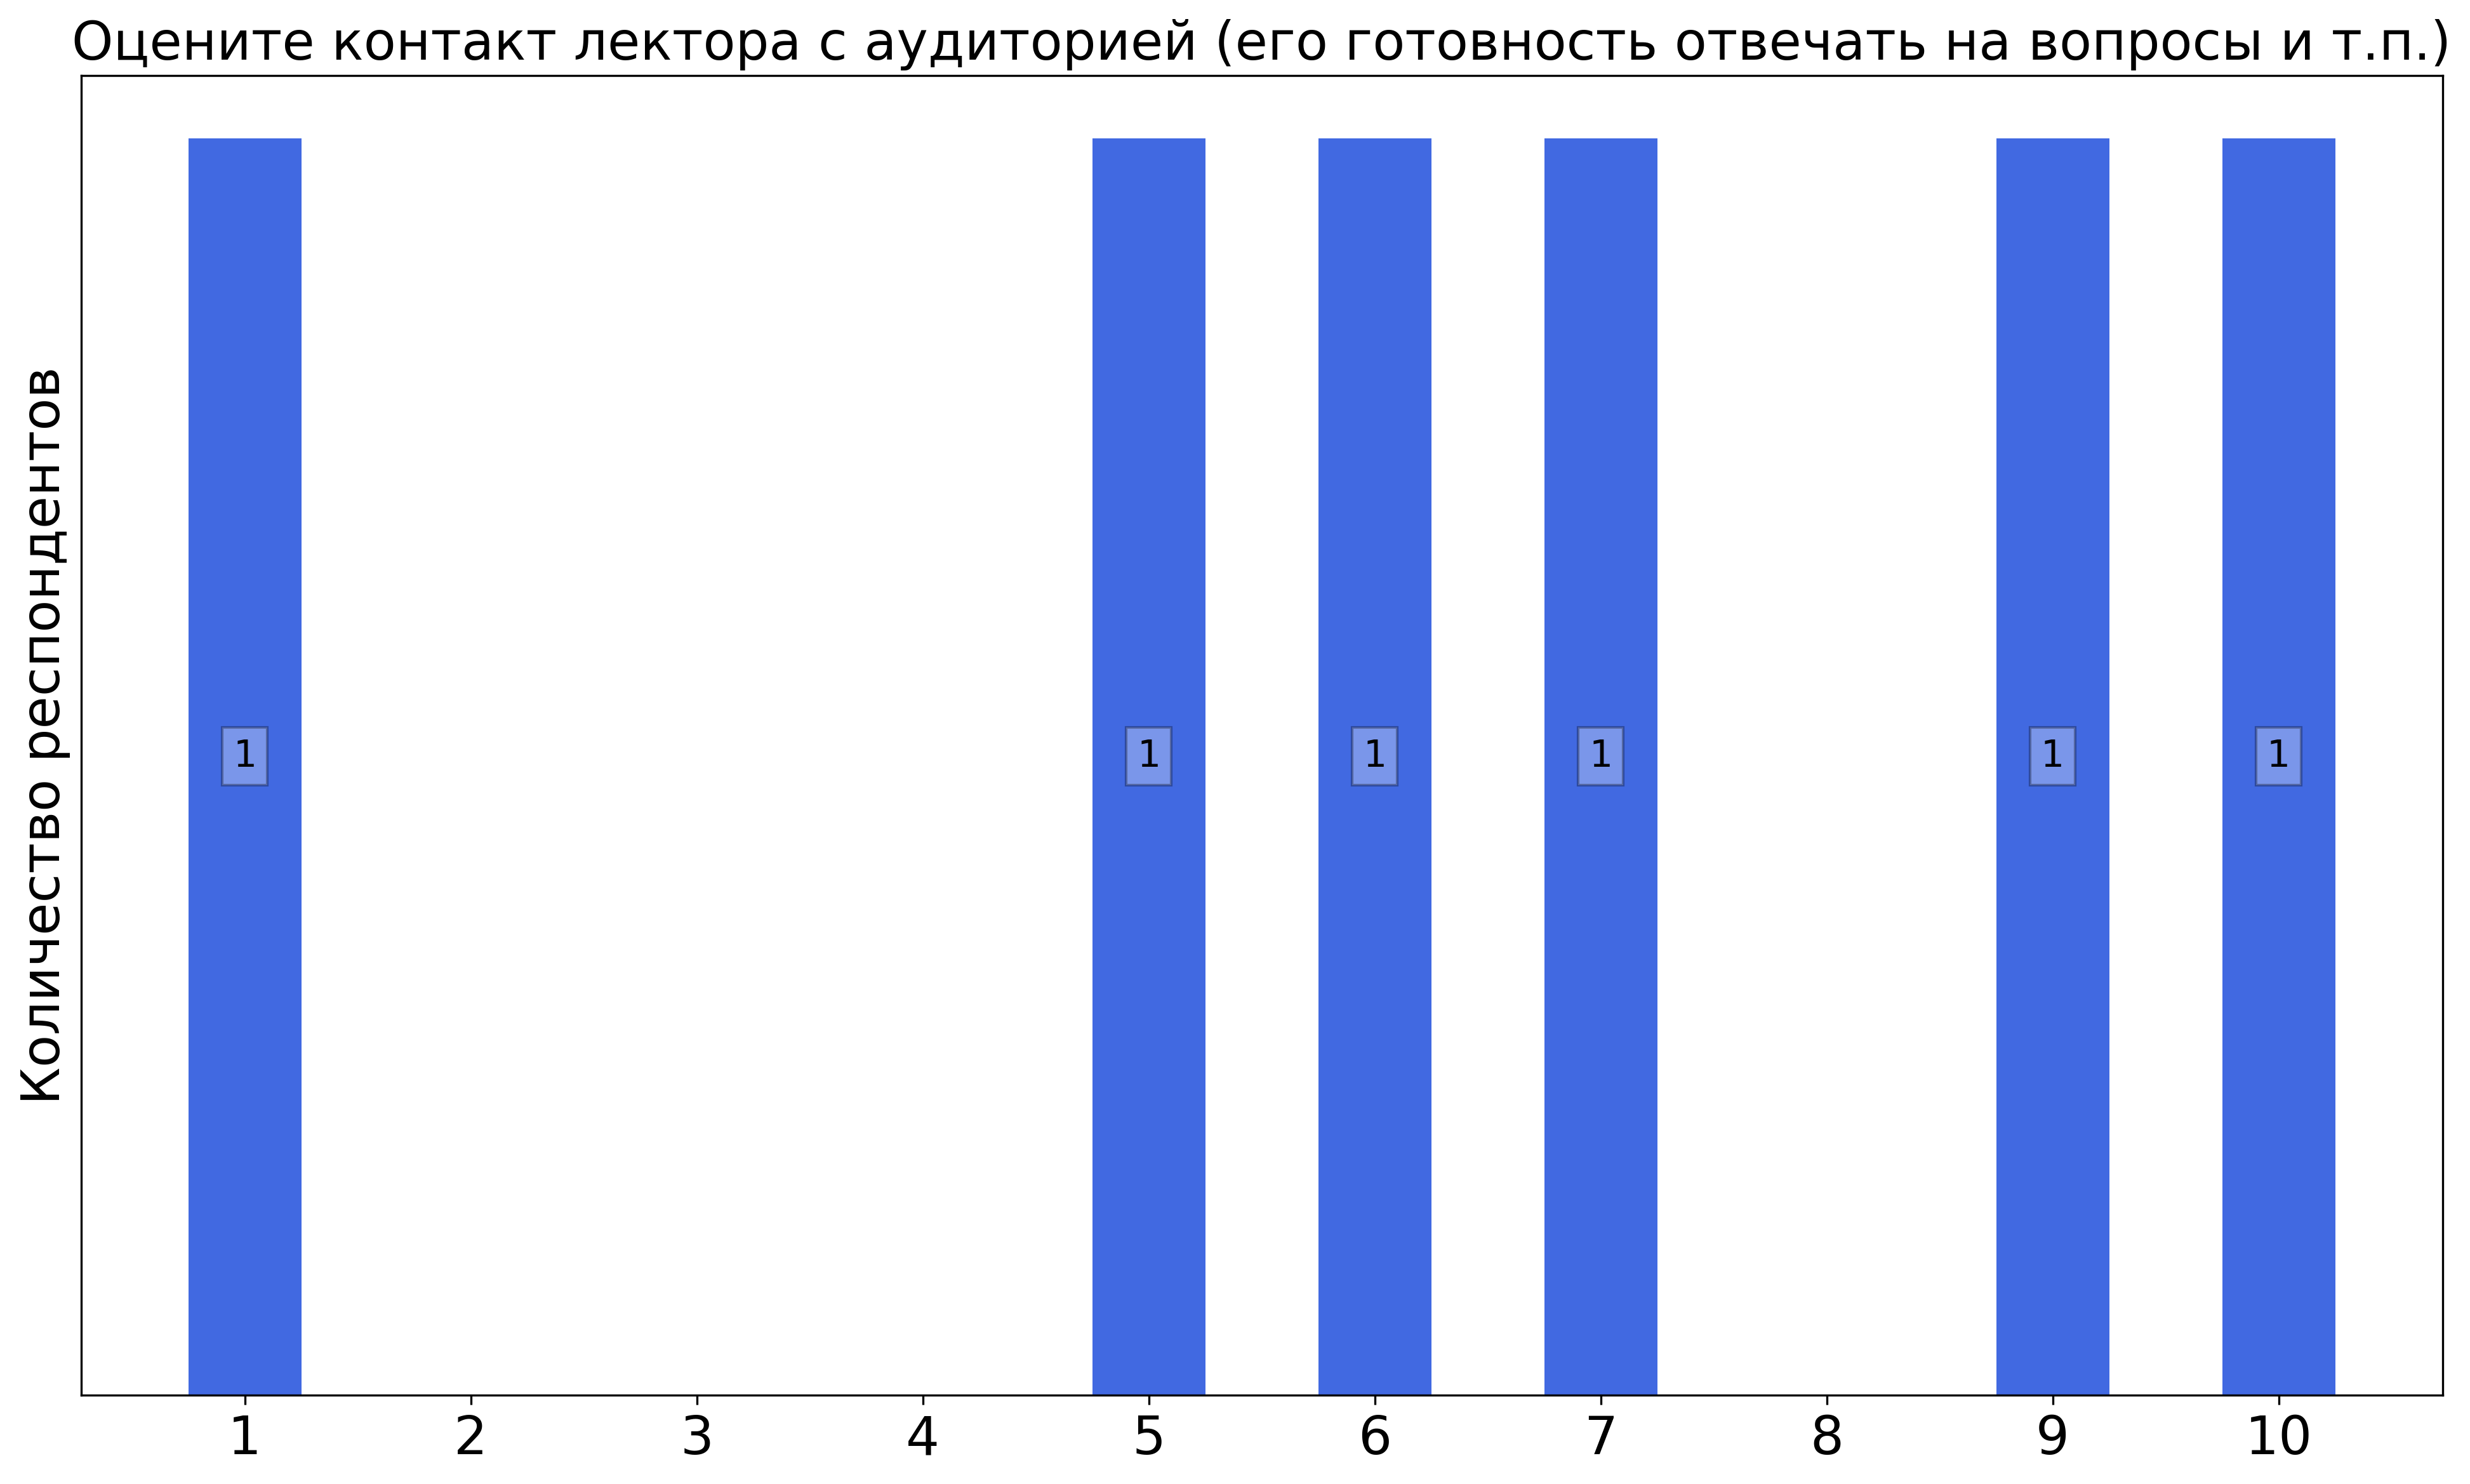 Оцените контакт лектора с аудиторией (его готовность отвечать на вопросы и т.п.)
Количество респондентов
1 1 1 1 1 1
1 2 3 4 5 6 7 8 9 10